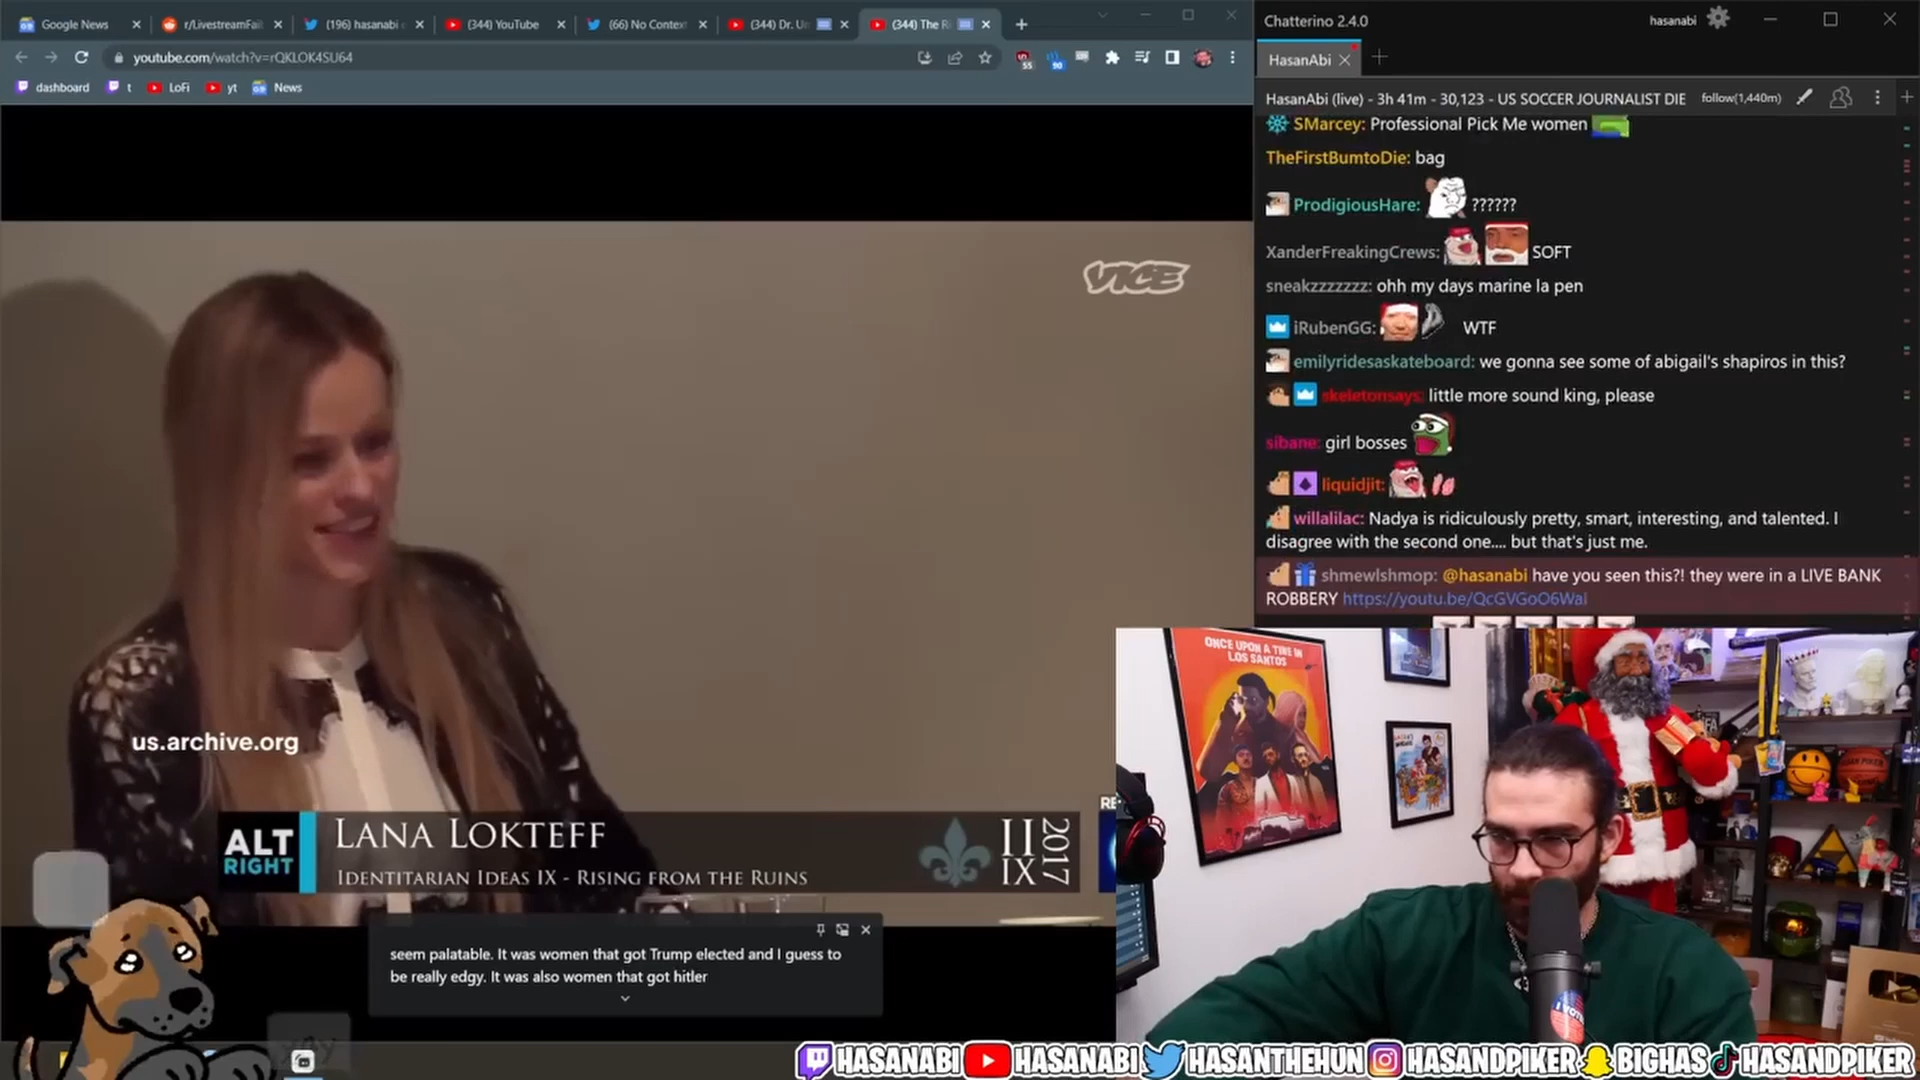 Google News
r/LivestreamFail
(196) hasanabi
(344) YouTube
(66) No Context
(344) Dr. Un
(344) The Ri
youtube.com/watch?v=rQKLOK4SU64
55
90
dashboard
t
LoFi
yt
News
VICE
us.archive.org
ALT
RIGHT
LANA LOKTEFF
IDENTITARIAN IDEAS IX - RISING FROM THE RUINS
II
IX
2017
seem palatable. It was women that got Trump elected and I guess to
be really edgy. It was also women that got hitler
Chatterino 2.4.0
hasanabi
HasanAbi
HasanAbi (live) - 3h 41m - 30,123 - US SOCCER JOURNALIST DIE
follow(1,440m)
SMarcey: Professional Pick Me women
TheFirstBumtoDie: bag
ProdigiousHare: ??????
XanderFreakingCrews: SOFT
sneakzzzzzzz: ohh my days marine la pen
iRubenGG: WTF
emilyridesaskateboard: we gonna see some of abigail's shapiros in this?
skeletonsays: little more sound king, please
sibane: girl bosses
liquidjit:
willalilac: Nadya is ridiculously pretty, smart, interesting, and talented. I
disagree with the second one.... but that's just me.
shmewlshmop: @hasanabi have you seen this?! they were in a LIVE BANK
ROBBERY https://youtu.be/QcGVGoO6WaI
ONCE UPON A TIME IN
LOS SANTOS
I VOTED
HASANABI
HASANABI
HASANTHEHUN
HASANDPIKER
BIGHAS
HASANDPIKER